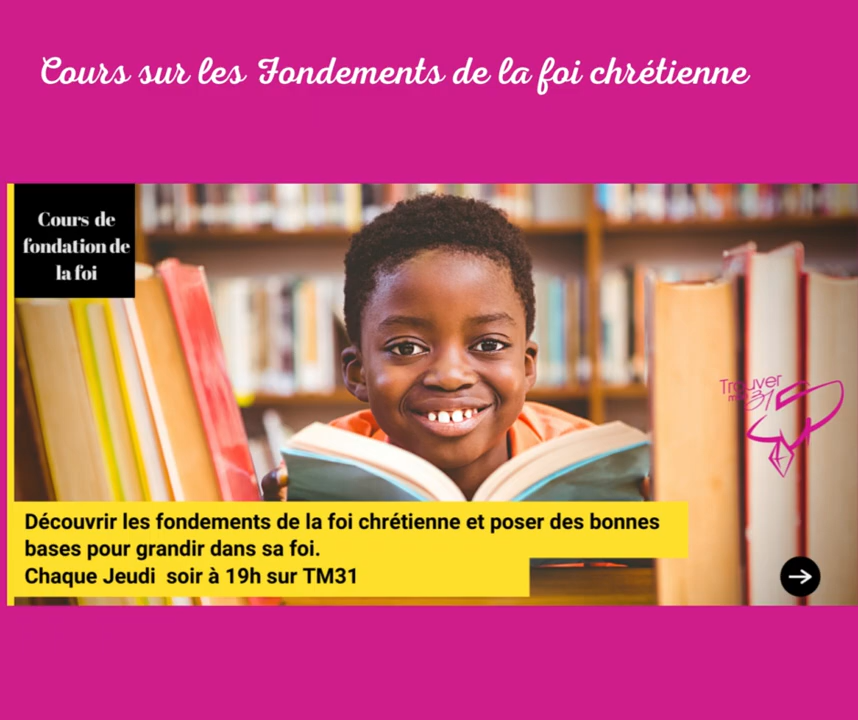 Cours sur les Fondements de la foi chrétienne
Cours de
fondation de
la foi
Trouver
mon 31
Découvrir les fondements de la foi chrétienne et poser des bonnes
bases pour grandir dans sa foi.
Chaque Jeudi soir à 19h sur TM31